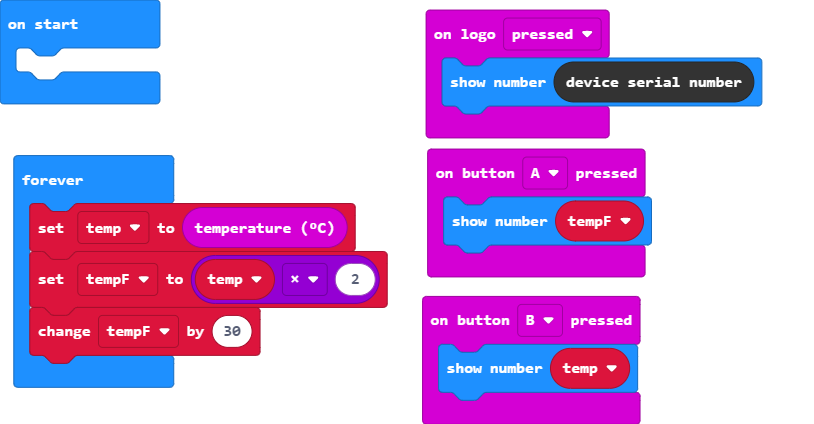 on start
forever
set temp to temperature (ºC)
set tempF to temp × 2
change tempF by 30
on logo pressed
show number device serial number
on button A pressed
show number tempF
on button B pressed
show number temp